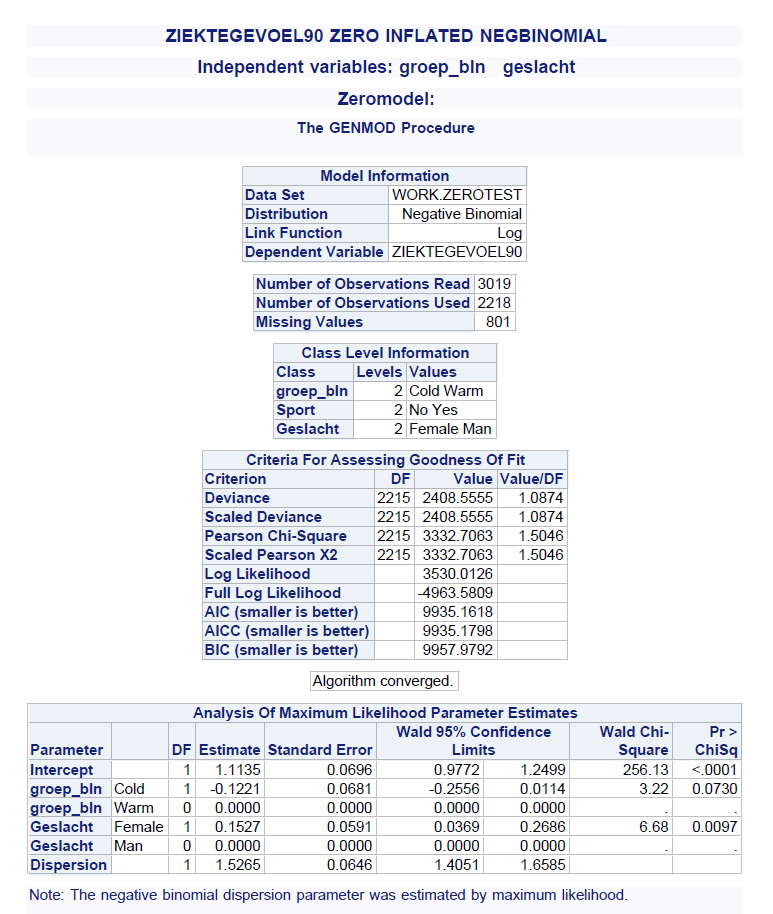 ZIEKTEGEVOEL90 ZERO INFLATED NEGBINOMIAL
Independent variables: groep_bln geslacht
Zeromodel:
The GENMOD Procedure
Model Information
Data Set WORK.ZEROTEST
Distribution Negative Binomial
Link Function Log
Dependent Variable ZIEKTEGEVOEL90
Number of Observations Read 3019
Number of Observations Used 2218
Missing Values 801
Class Level Information
Class Levels Values
groep_bln 2 Cold Warm
Sport 2 No Yes
Geslacht 2 Female Man
Criteria For Assessing Goodness Of Fit
Criterion DF Value Value/DF
Deviance 2215 2408.5555 1.0874
Scaled Deviance 2215 2408.5555 1.0874
Pearson Chi-Square 2215 3332.7063 1.5046
Scaled Pearson X2 2215 3332.7063 1.5046
Log Likelihood 3530.0126
Full Log Likelihood -4963.5809
AIC (smaller is better) 9935.1618
AICC (smaller is better) 9935.1798
BIC (smaller is better) 9957.9792
Algorithm converged.
Analysis Of Maximum Likelihood Parameter Estimates
Parameter DF Estimate Standard Error Wald 95% Confidence Limits Wald Chi-Square Pr > ChiSq
Intercept 1 1.1135 0.0696 0.9772 1.2499 256.13 <.0001
groep_bln Cold 1 -0.1221 0.0681 -0.2556 0.0114 3.22 0.0730
groep_bln Warm 0 0.0000 0.0000 0.0000 0.0000 . .
Geslacht Female 1 0.1527 0.0591 0.0369 0.2686 6.68 0.0097
Geslacht Man 0 0.0000 0.0000 0.0000 0.0000 . .
Dispersion 1 1.5265 0.0646 1.4051 1.6585
Note: The negative binomial dispersion parameter was estimated by maximum likelihood.